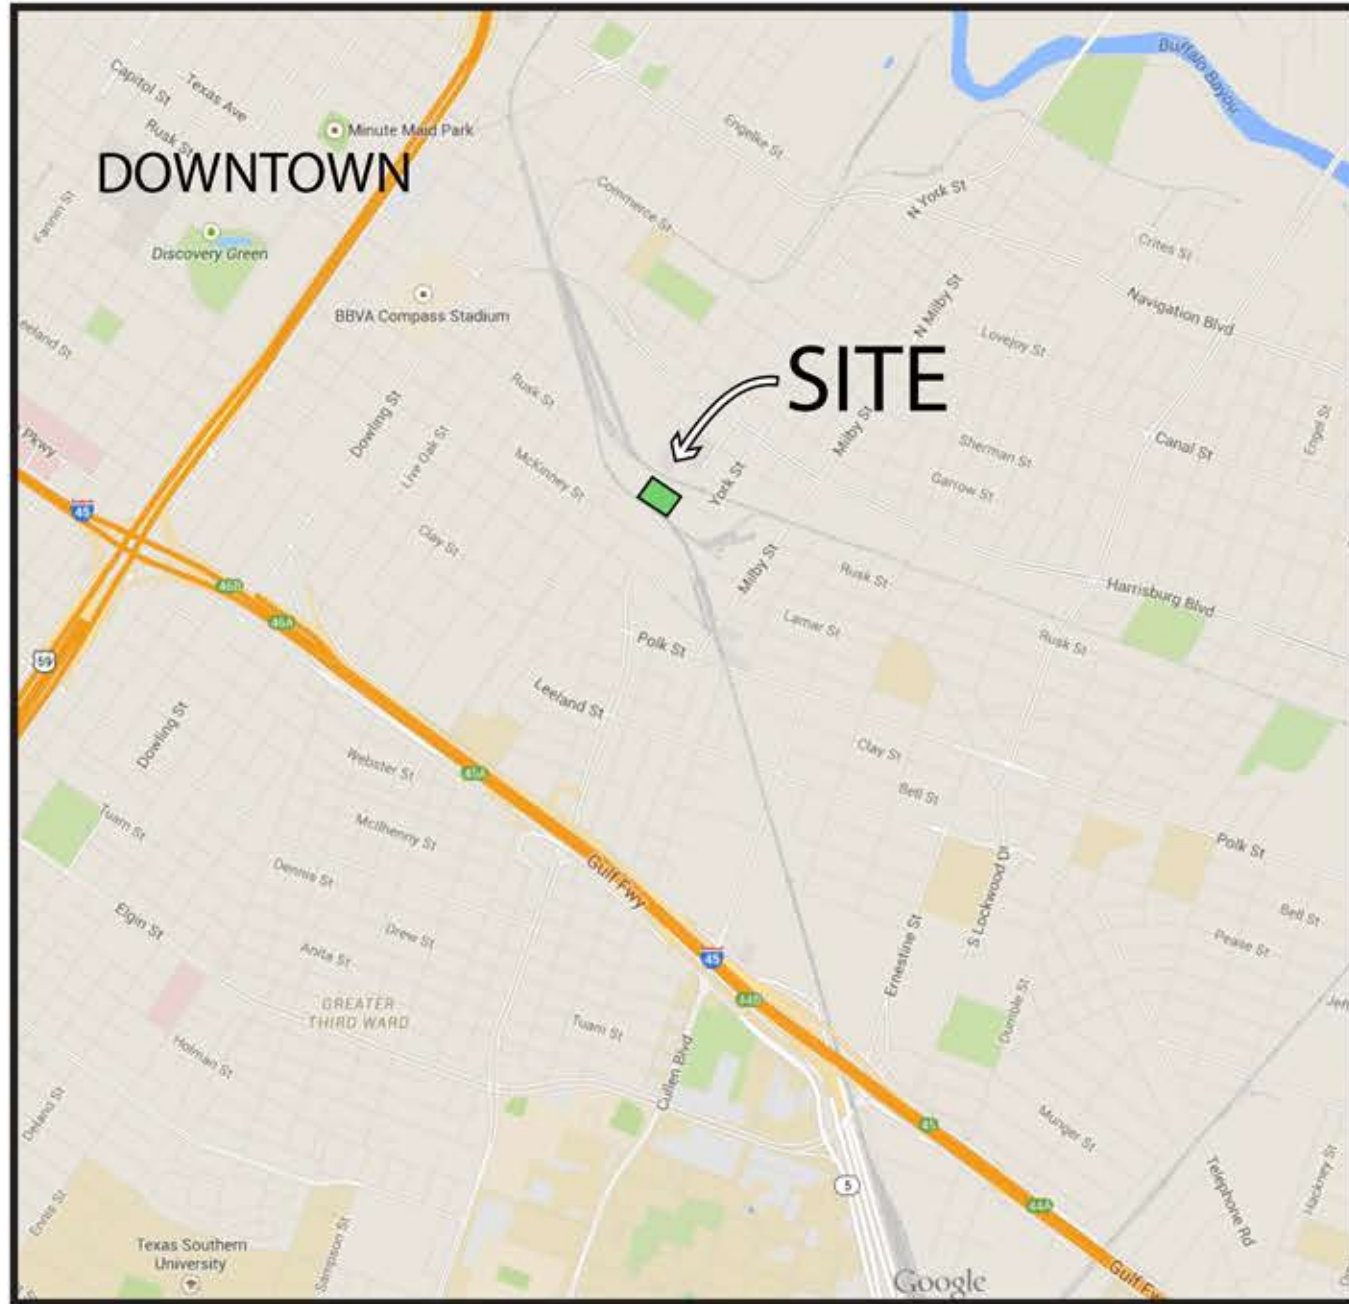 Buffalo Bayou
Capitol St
Texas Ave
Rusk St
Minute Maid Park
DOWNTOWN
Engelke St
Commerce St
N York St
Fannin St
Discovery Green
Crites St
BBVA Compass Stadium
N Milby St
Navigation Blvd
Lovejoy St
eeland St
Rusk St
SITE
Dowling St
Live Oak St
Milby St
Sherman St
Canal St
Engel St
Pkwy
McKinney St
York St
Garrow St
45
Clay St
Milby St
Rusk St
Harrisburg Blvd
46B
46A
Lamar St
Rusk St
59
Polk St
Leeland St
Dowling St
Webster St
45A
Clay St
Bell St
Tuam St
McIlhenny St
Polk St
Dennis St
Gulf Fwy
S Lockwood Dr
Elgin St
Drew St
Anita St
Bell St
Pease St
45
Ernestine St
44B
GREATER
THIRD WARD
Tuam St
Dumble St
Jeff
Holman St
Cullen Blvd
Delano St
45
Munger St
5
Telephone Rd
Hackney St
44A
Ennis St
Sampson St
Texas Southern
University
Google
Gulf Fw